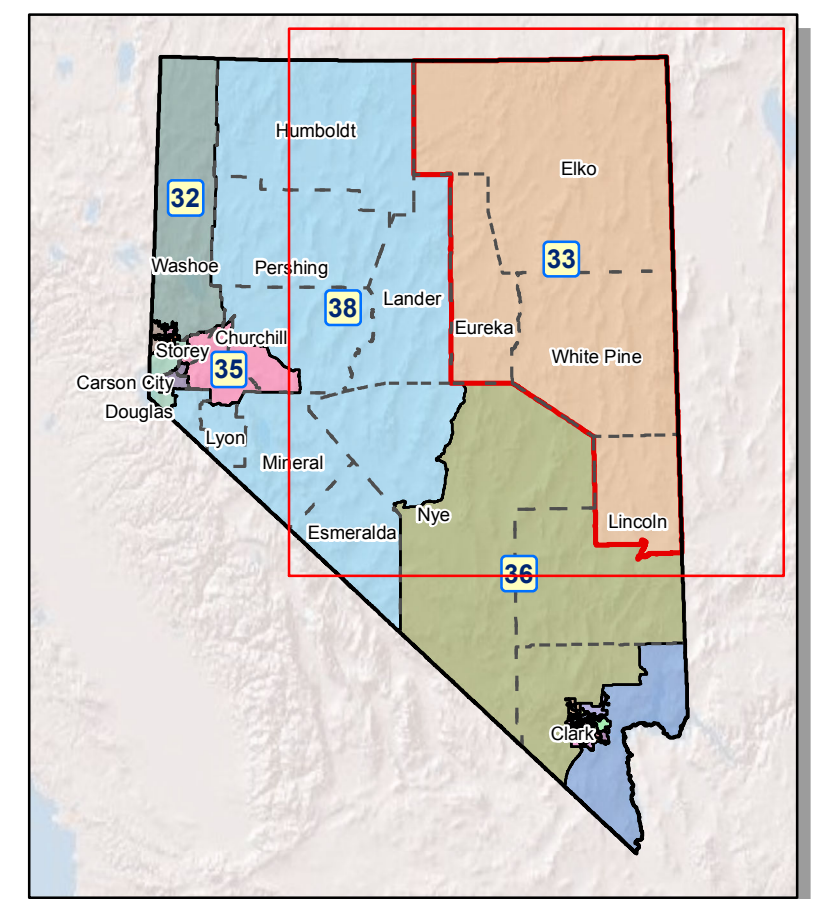 Humboldt
Elko
32
33
Washoe
Pershing
38
Lander
Eureka
Churchill
Storey
White Pine
35
Carson City
Douglas
Lyon
Mineral
Nye
Lincoln
Esmeralda
36
Clark